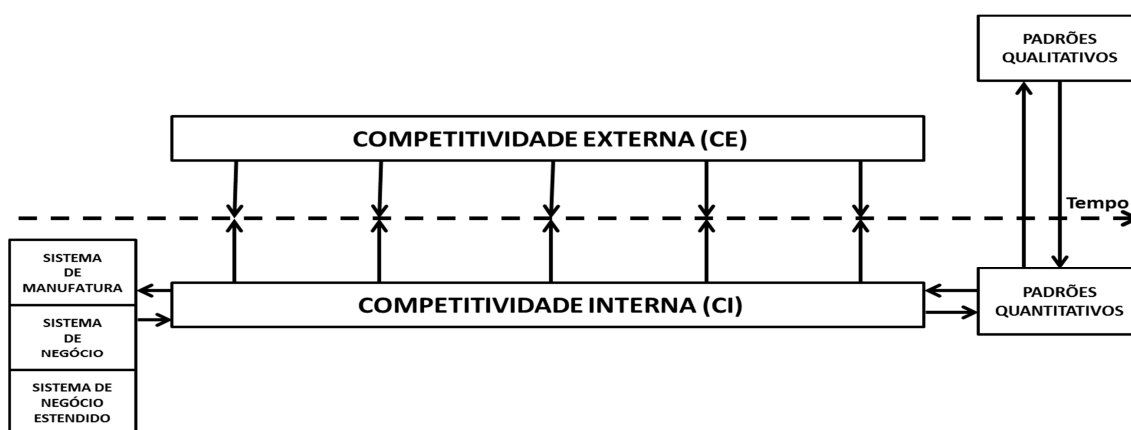 PADRÕES
QUALITATIVOS
COMPETITIVIDADE EXTERNA (CE)
Tempo
SISTEMA
DE
MANUFATURA
SISTEMA
DE
NEGÓCIO
SISTEMA DE
NEGÓCIO
ESTENDIDO
COMPETITIVIDADE INTERNA (CI)
PADRÕES
QUANTITATIVOS